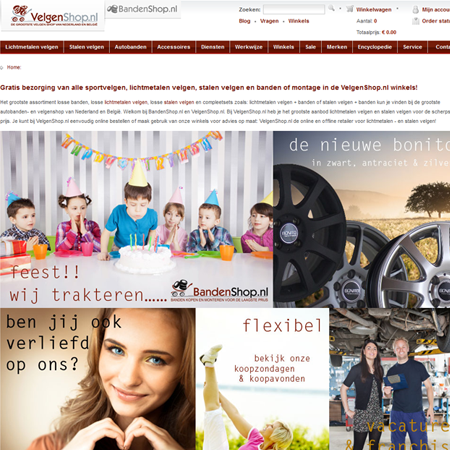 VelgenShop.nl
DE GROOTSTE VELGEN SHOP VAN NEDERLAND EN BELGIË
BandenShop.nl
Zoeken:
Winkelwagen
Mijn account
Blog Vragen? Winkels
Aantal: 0
Order status
Totaalprijs: € 0.00
Lichtmetalen velgen Stalen velgen Autobanden Accessoires Diensten Werkwijze Winkels Sale Merken Encyclopedie Service Contact
Home:
Gratis bezorging van alle sportvelgen, lichtmetalen velgen, stalen velgen en banden of montage in de VelgenShop.nl winkels!
Het grootste assortiment losse banden, losse lichtmetalen velgen, losse stalen velgen en compleetsets zoals: lichtmetalen velgen + banden of stalen velgen + banden kun je vinden bij de grootste
autobanden- en velgenshop van Nederland en België. Welkom bij BandenShop.nl en VelgenShop.nl. Bij VelgenShop.nl heb je het grootste aanbod lichtmetalen velgen en stalen velgen voor de scherpste
prijs. Je kunt bij VelgenShop.nl eenvoudig online bestellen of maak gebruik van onze winkels voor advies op maat! VelgenShop.nl de online en offline retailer voor lichtmetalen - en stalen velgen!
HAPPY BIRTHDAY
de nieuwe bonito
in zwart, antraciet & zilver
feest!!
wij trakteren......
BandenShop.nl
BANDEN KOPEN EN MONTEREN VOOR DE LAAGSTE PRIJS
ben jij ook
verliefd
op ons?
flexibel
bekijk onze
koopzondagen
& koopavonden
vacature
& franchis